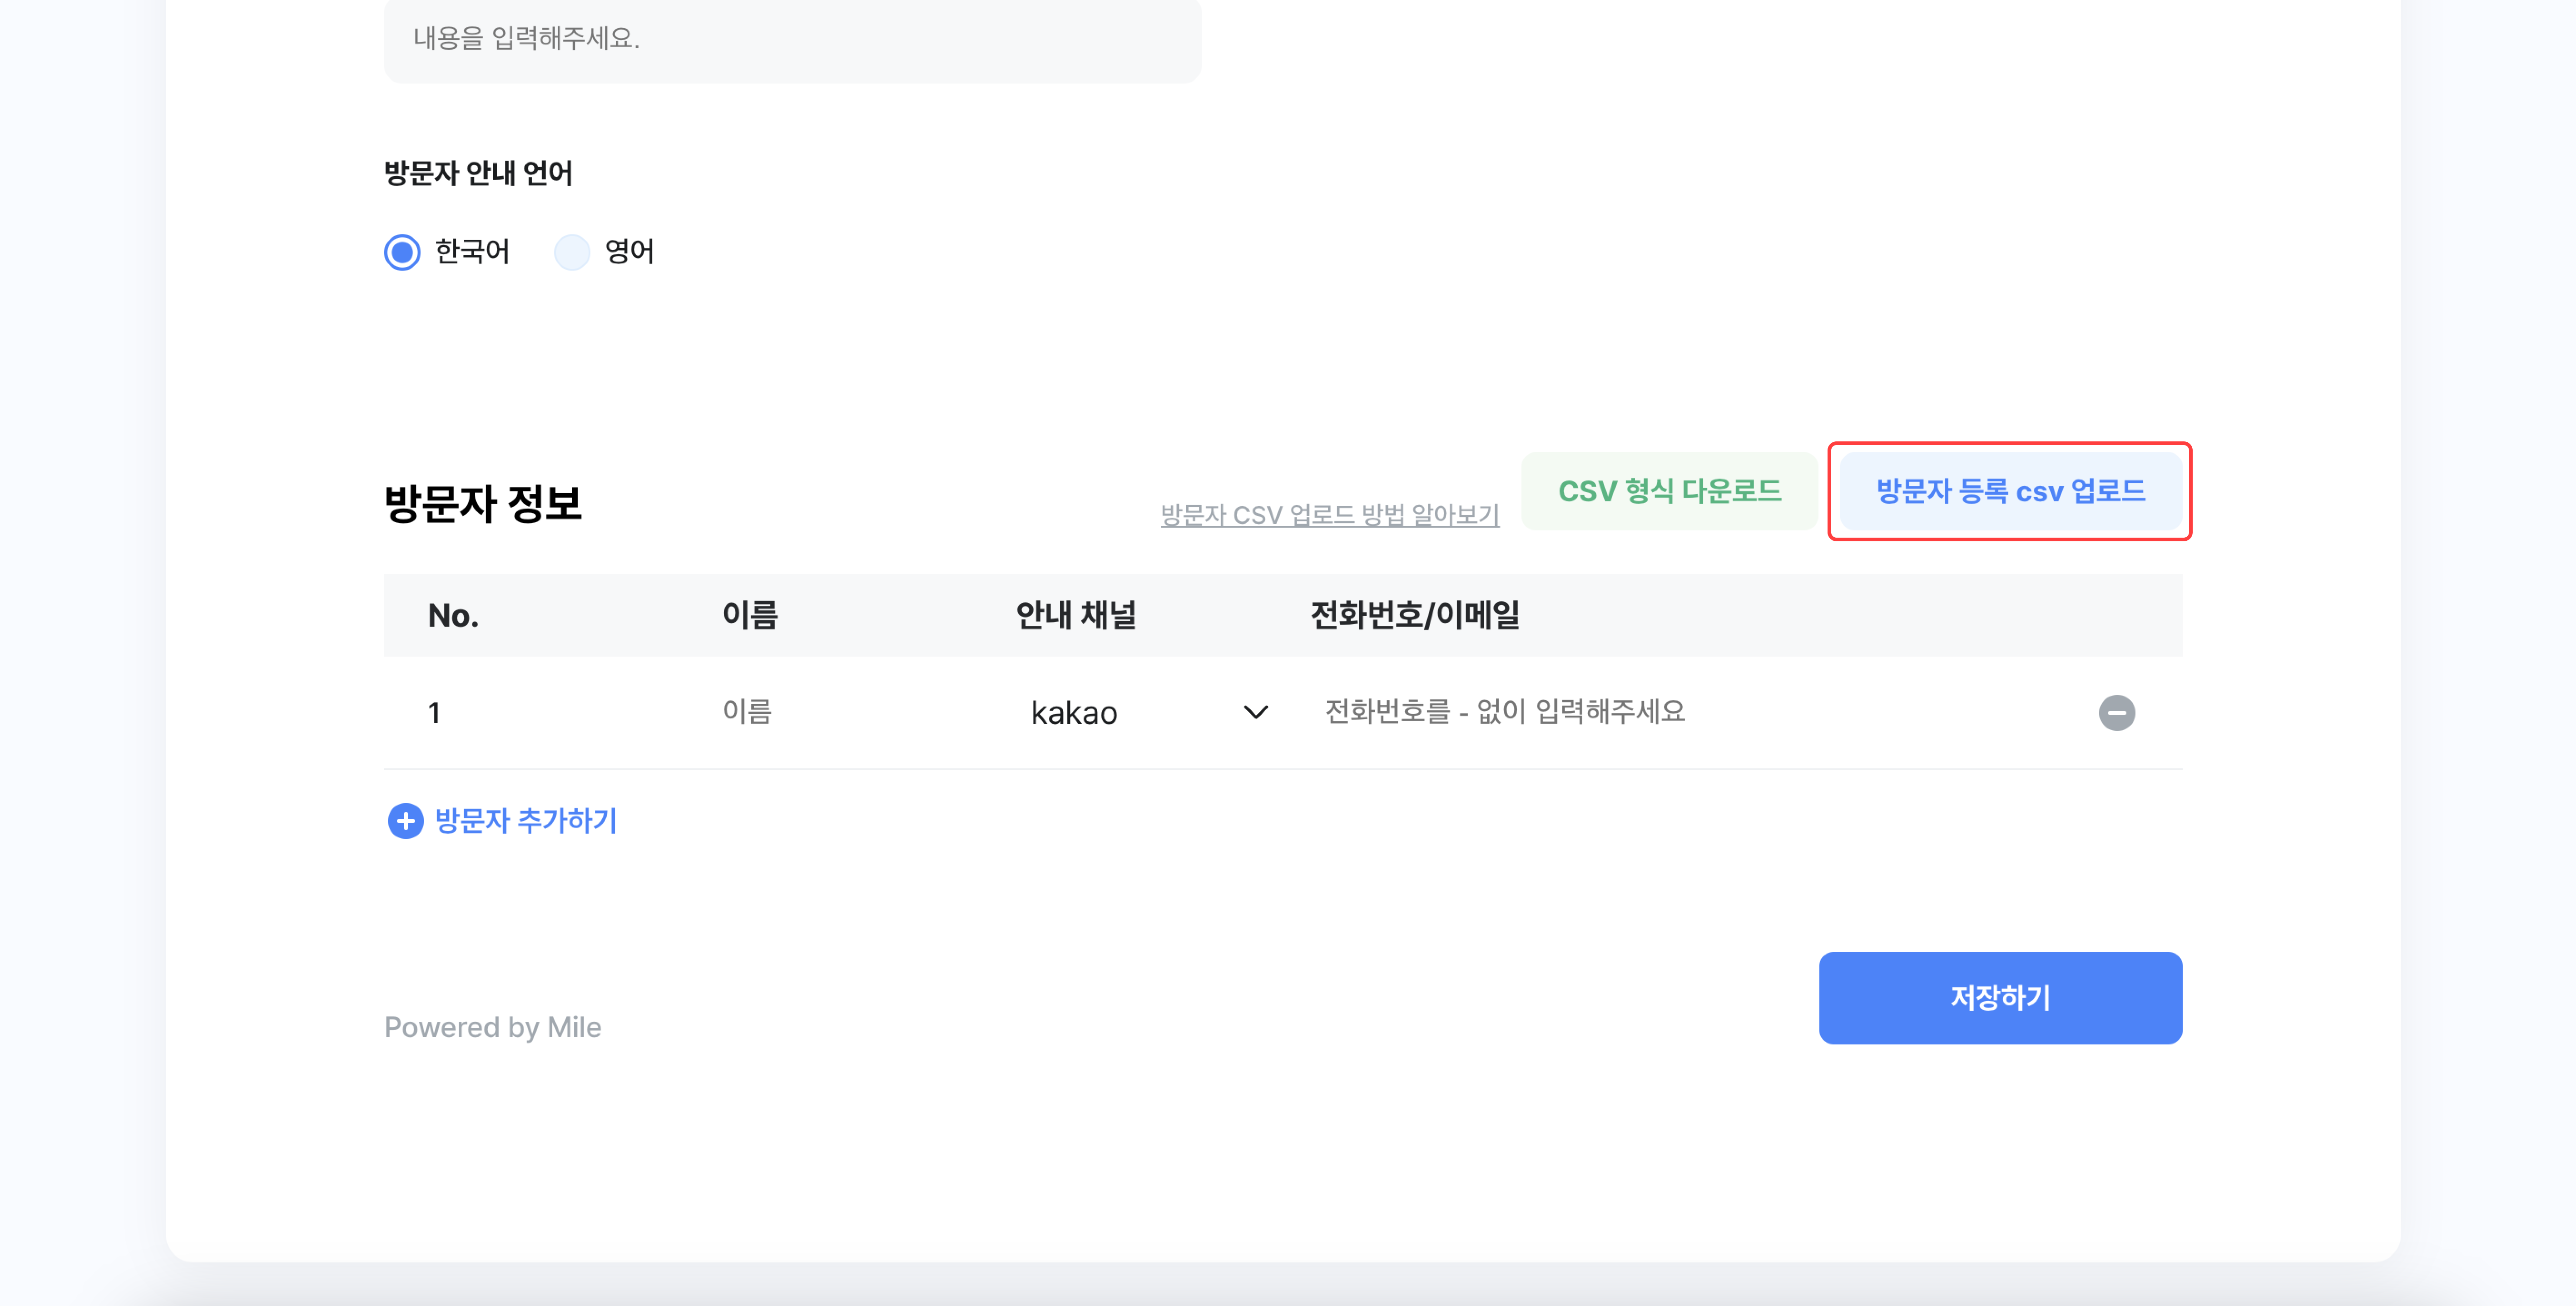 내용을 입력해주세요.
방문자 안내 언어
한국어 영어
방문자 정보 방문자 CSV 업로드 방법 알아보기 CSV 형식 다운로드 방문자 등록 csv 업로드
No. 이름 안내 채널 전화번호/이메일
1 이름 kakao 전화번호를 - 없이 입력해주세요
방문자 추가하기
저장하기
Powered by Mile